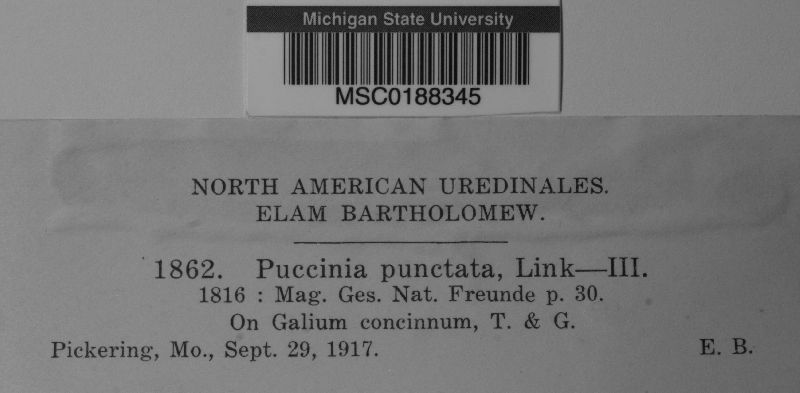 Michigan State University
MSC0188345
NORTH AMERICAN UREDINALES.
ELAM BARTHOLOMEW.
1862. Puccinia punctata, Link—III.
1816 : Mag. Ges. Nat. Freunde p. 30.
On Galium concinnum, T. & G.
Pickering, Mo., Sept. 29, 1917. E. B.